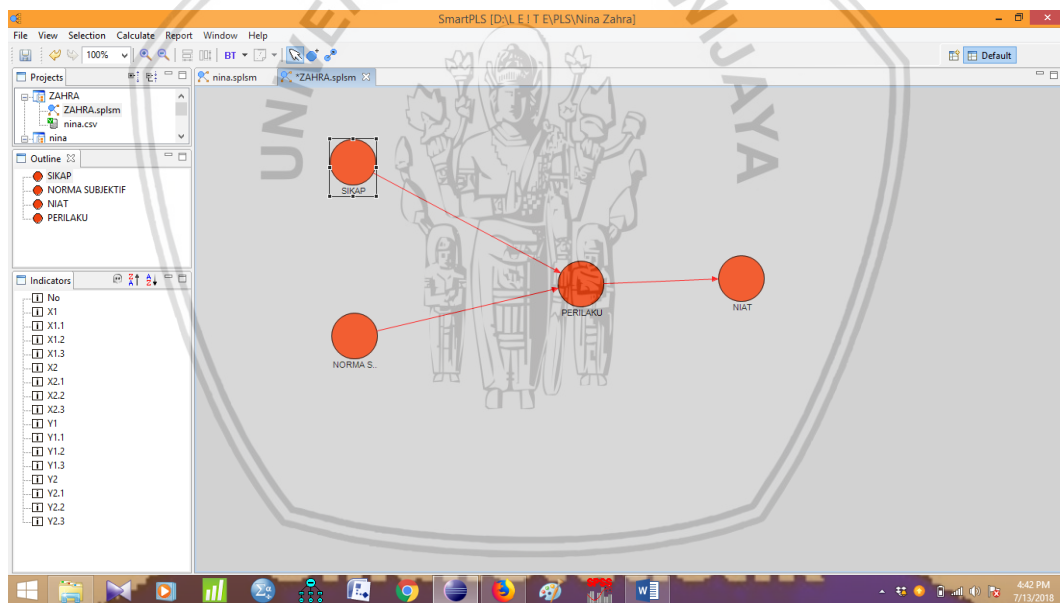 SmartPLS [D:\L E ! T E\PLS\Nina Zahra]
File View Selection Calculate Report Window Help
100% BT Default
Projects
ZAHRA
ZAHRA.splsm
nina.csv
nina
nina.splsm
*ZAHRA.splsm
Outline
SIKAP
NORMA SUBJEKTIF
NIAT
PERILAKU
Indicators
No
X1
X1.1
X1.2
X1.3
X2
X2.1
X2.2
X2.3
Y1
Y1.1
Y1.2
Y1.3
Y2
Y2.1
Y2.2
Y2.3
SIKAP
NORMA S..
PERILAKU
NIAT
4:42 PM
7/13/2018